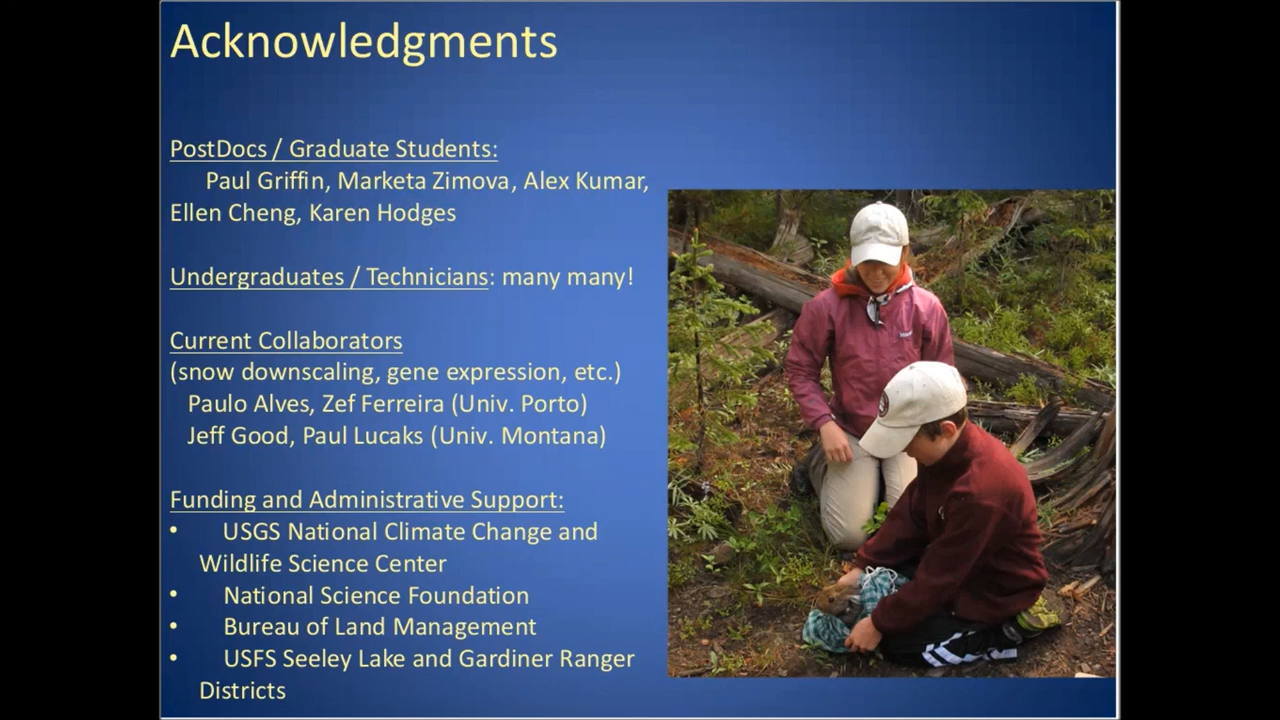 Acknowledgments
PostDocs / Graduate Students:
Paul Griffin, Marketa Zimova, Alex Kumar,
Ellen Cheng, Karen Hodges
Undergraduates / Technicians: many many!
Current Collaborators
(snow downscaling, gene expression, etc.)
Paulo Alves, Zef Ferreira (Univ. Porto)
Jeff Good, Paul Lucaks (Univ. Montana)
Funding and Administrative Support:
• USGS National Climate Change and
Wildlife Science Center
• National Science Foundation
• Bureau of Land Management
• USFS Seeley Lake and Gardiner Ranger
Districts